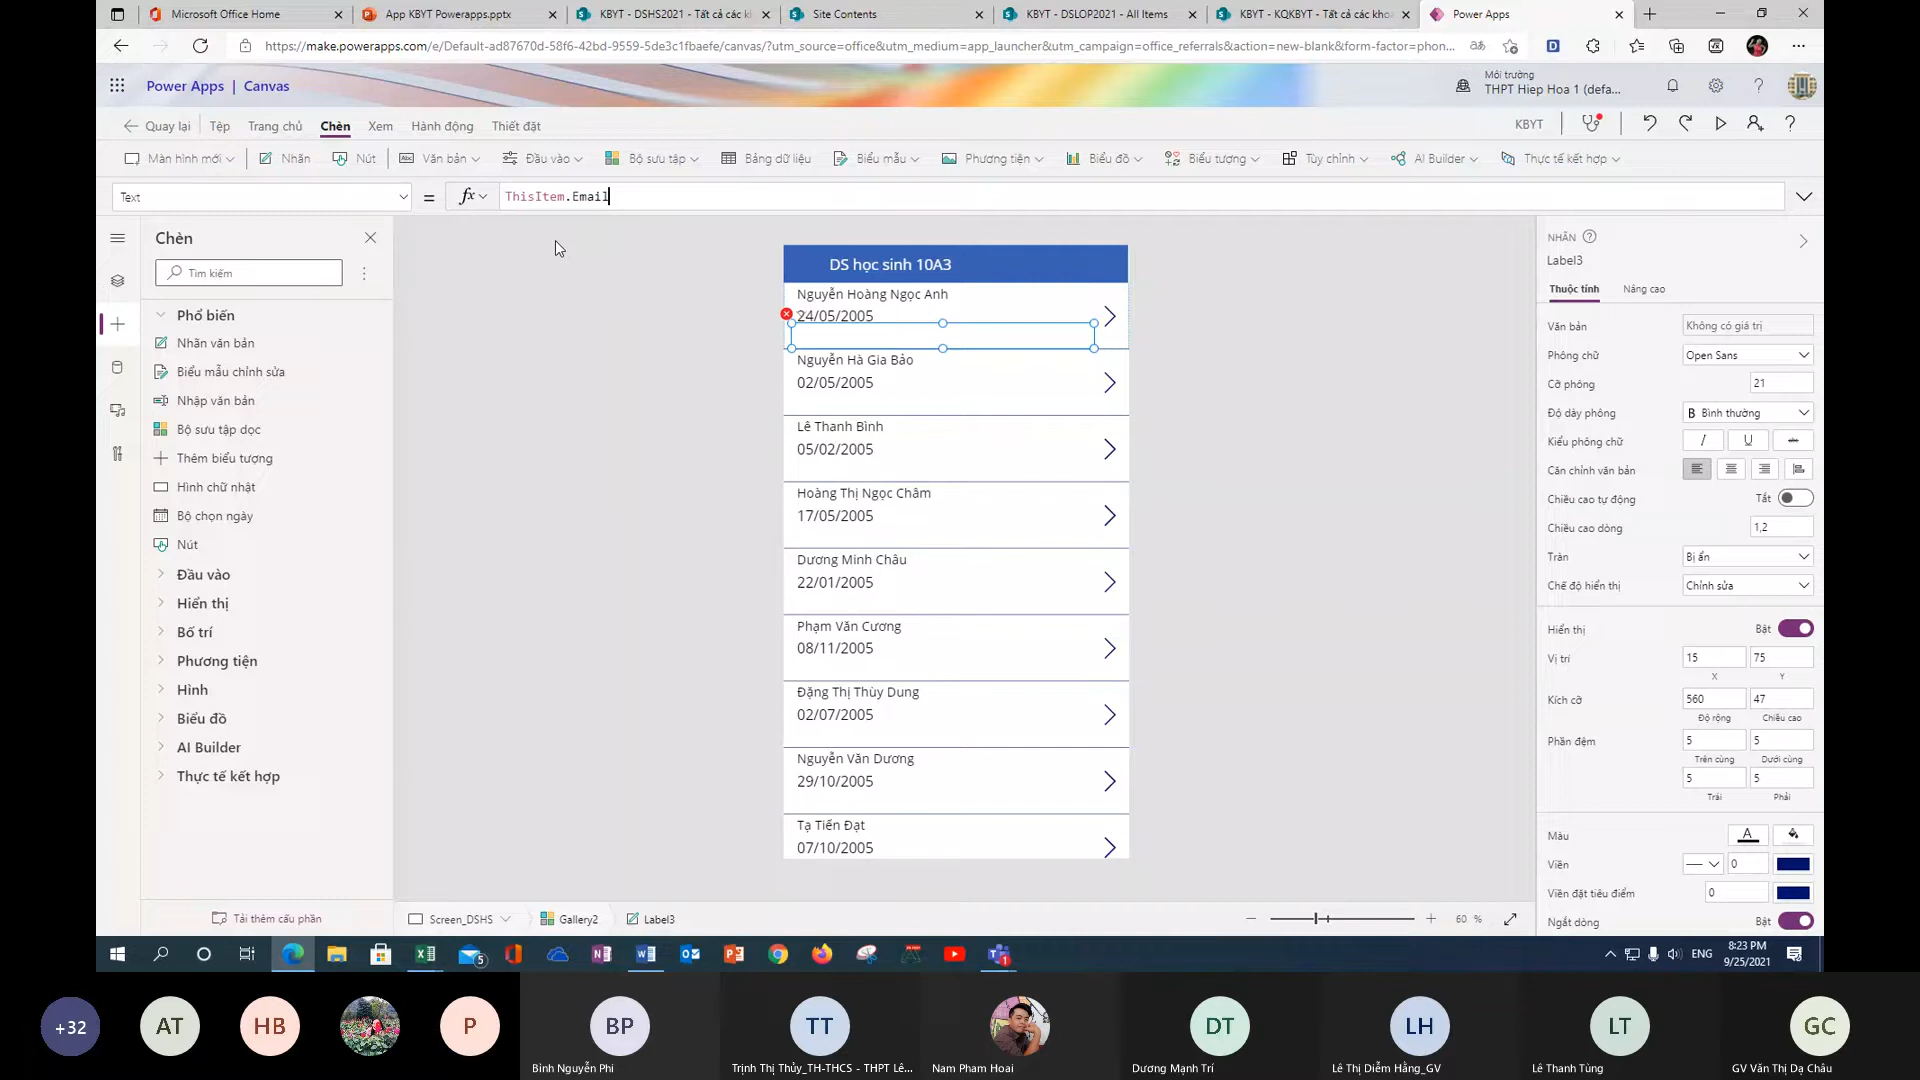 Microsoft Office Home
App KBYT Powerapps.pptx
KBYT - DSHS2021 - Tất cả các kh
Site Contents
KBYT - DSLOP2021 - All Items
KBYT - KQKBYT - Tất cả các khoa
Power Apps
https://make.powerapps.com/e/Default-ad87670d-58f6-42bd-9559-5de3c1fbaefe/canvas/?utm_source=office&utm_medium=app_launcher&utm_campaign=office_referrals&action=new-blank&form-factor=phon...
Power Apps | Canvas
Môi trường
THPT Hiep Hoa 1 (defa...
Quay lại
Tệp
Trang chủ
Chèn
Xem
Hành động
Thiết đặt
KBYT
Màn hình mới
Nhãn
Nút
Văn bản
Đầu vào
Bộ sưu tập
Bảng dữ liệu
Biểu mẫu
Phương tiện
Biểu đồ
Biểu tượng
Tùy chỉnh
AI Builder
Thực tế kết hợp
Text
=
fx
ThisItem.Email
Chèn
Tìm kiếm
Phổ biến
Nhãn văn bản
Biểu mẫu chỉnh sửa
Nhập văn bản
Bộ sưu tập dọc
Thêm biểu tượng
Hình chữ nhật
Bộ chọn ngày
Nút
Đầu vào
Hiển thị
Bố trí
Phương tiện
Hình
Biểu đồ
AI Builder
Thực tế kết hợp
Tải thêm cấu phần
DS học sinh 10A3
Nguyễn Hoàng Ngọc Anh
24/05/2005
Nguyễn Hà Gia Bảo
02/05/2005
Lê Thanh Bình
05/02/2005
Hoàng Thị Ngọc Châm
17/05/2005
Dương Minh Châu
22/01/2005
Phạm Văn Cương
08/11/2005
Đặng Thị Thùy Dung
02/07/2005
Nguyễn Văn Dương
29/10/2005
Tạ Tiến Đạt
07/10/2005
Screen_DSHS
Gallery2
Label3
60 %
NHÃN
Label3
Thuộc tính
Nâng cao
Văn bản
Không có giá trị
Phông chữ
Open Sans
Cỡ phông
21
Độ dày phông
B Bình thường
Kiểu phông chữ
Căn chỉnh văn bản
Chiều cao tự động
Tắt
Chiều cao dòng
1,2
Tràn
Bị ẩn
Chế độ hiển thị
Chỉnh sửa
Hiển thị
Bật
Vị trí
15
75
X
Y
Kích cỡ
560
47
Độ rộng
Chiều cao
Phần đệm
5
5
Trên cùng
Dưới cùng
5
5
Trái
Phải
Màu
Viền
0
Viền đặt tiêu điểm
0
Ngắt dòng
Bật
5
1
ENG
8:23 PM
9/25/2021
+32
AT
HB
P
BP
TT
DT
LH
LT
GC
Bình Nguyễn Phi
Trịnh Thị Thủy_TH-THCS - THPT Lê...
Nam Pham Hoai
Dương Mạnh Trí
Lê Thị Diễm Hằng_GV
Lê Thanh Tùng
GV Văn Thị Dạ Châu